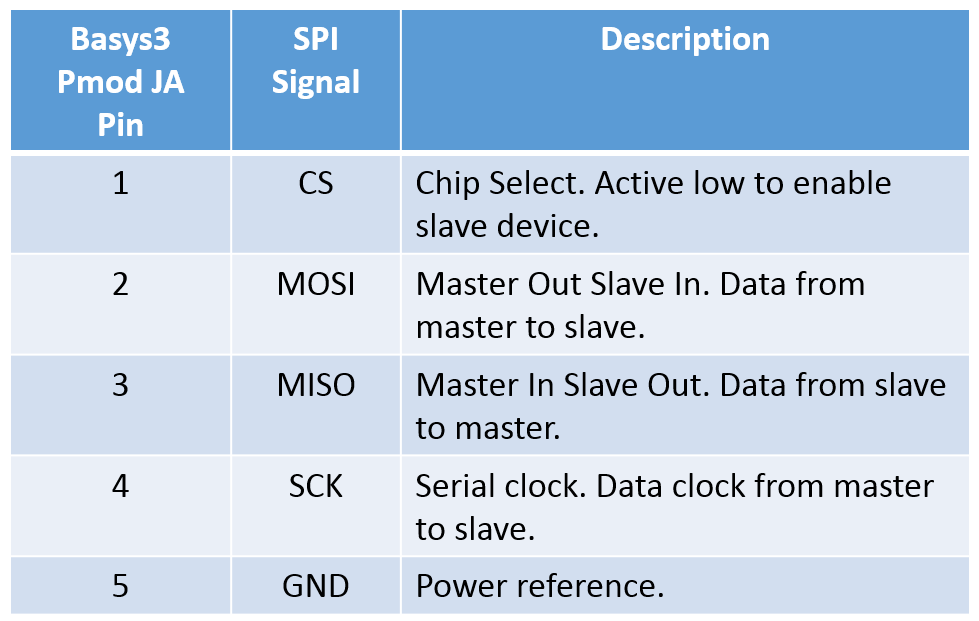 Basys3
Pmod JA
Pin
SPI
Signal
Description
1
CS
Chip Select. Active low to enable
slave device.
2
MOSI
Master Out Slave In. Data from
master to slave.
3
MISO
Master In Slave Out. Data from slave
to master.
4
SCK
Serial clock. Data clock from master
to slave.
5
GND
Power reference.